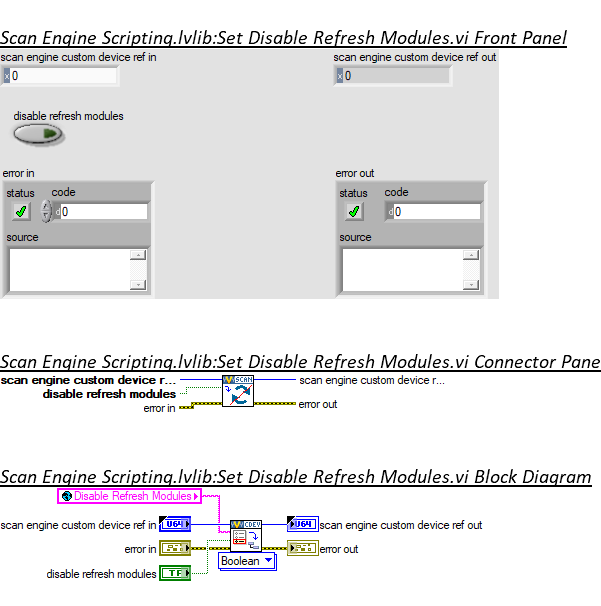 Scan Engine Scripting.lvlib:Set Disable Refresh Modules.vi Front Panel
scan engine custom device ref in
scan engine custom device ref out
x 0
x 0
disable refresh modules
error in
error out
status code
status code
d 0
d 0
source
source
Scan Engine Scripting.lvlib:Set Disable Refresh Modules.vi Connector Pane
scan engine custom device r...
SCAN
scan engine custom device r...
disable refresh modules
error in
error out
Scan Engine Scripting.lvlib:Set Disable Refresh Modules.vi Block Diagram
Disable Refresh Modules
scan engine custom device ref in
U64
CDEV
U64
scan engine custom device ref out
error in
error out
Boolean
disable refresh modules
TF